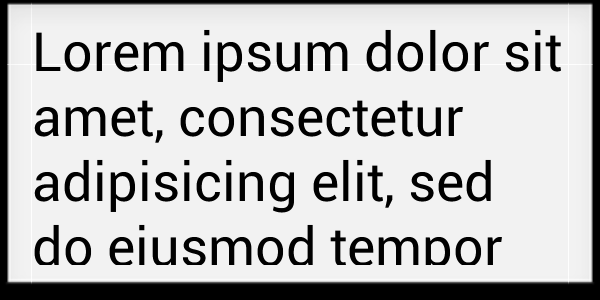 Lorem ipsum dolor sit
amet, consectetur
adipisicing elit, sed
do eiusmod tempor